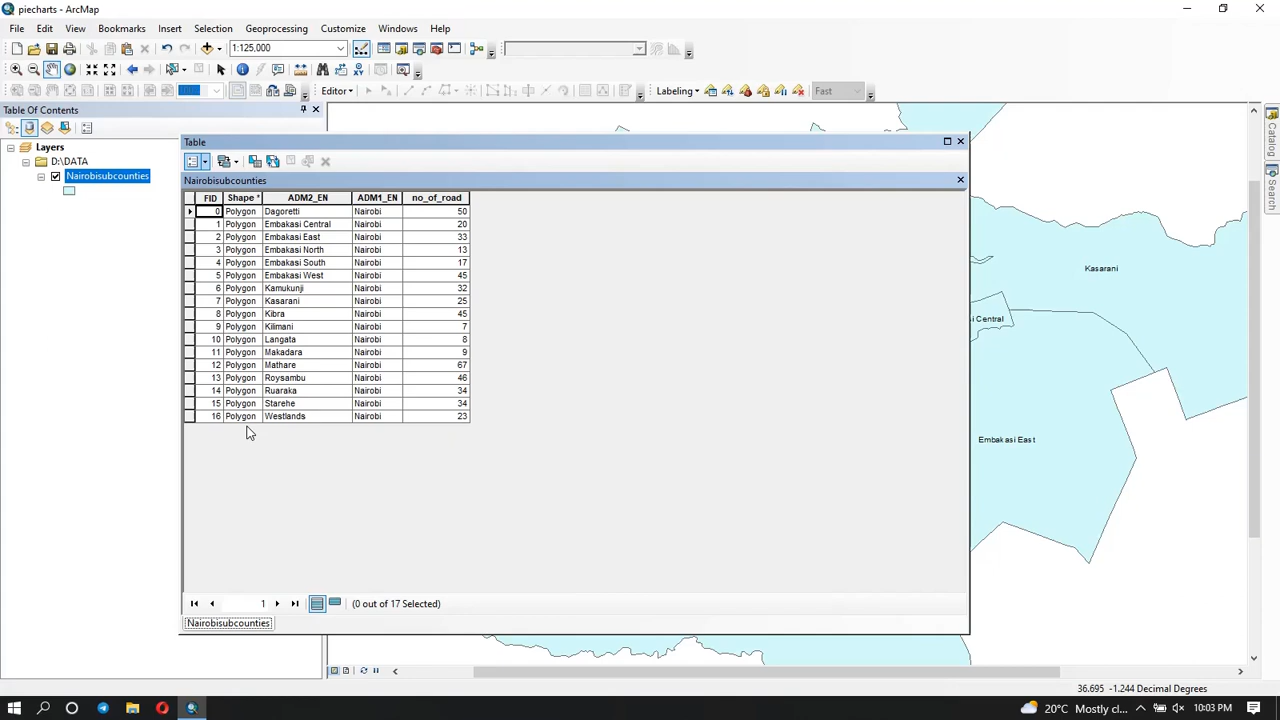 piecharts - ArcMap
File Edit View Bookmarks Insert Selection Geoprocessing Customize Windows Help
1:125,000
Editor Labeling Fast
Table Of Contents
Layers
D:\DATA
Nairobisubcounties
Table
Nairobisubcounties
FID Shape * ADM2_EN ADM1_EN no_of_road
0 Polygon Dagoretti Nairobi 50
1 Polygon Embakasi Central Nairobi 20
2 Polygon Embakasi East Nairobi 33
3 Polygon Embakasi North Nairobi 13
4 Polygon Embakasi South Nairobi 17
5 Polygon Embakasi West Nairobi 45
6 Polygon Kamukunji Nairobi 32
7 Polygon Kasarani Nairobi 25
8 Polygon Kibra Nairobi 45
9 Polygon Kilimani Nairobi 7
10 Polygon Langata Nairobi 8
11 Polygon Makadara Nairobi 9
12 Polygon Mathare Nairobi 67
13 Polygon Roysambu Nairobi 46
14 Polygon Ruaraka Nairobi 34
15 Polygon Starehe Nairobi 34
16 Polygon Westlands Nairobi 23
1 (0 out of 17 Selected)
Nairobisubcounties
Kasarani
i Central
Embakasi East
Catalog
Search
36.695 -1.244 Decimal Degrees
20°C Mostly cl... 10:03 PM